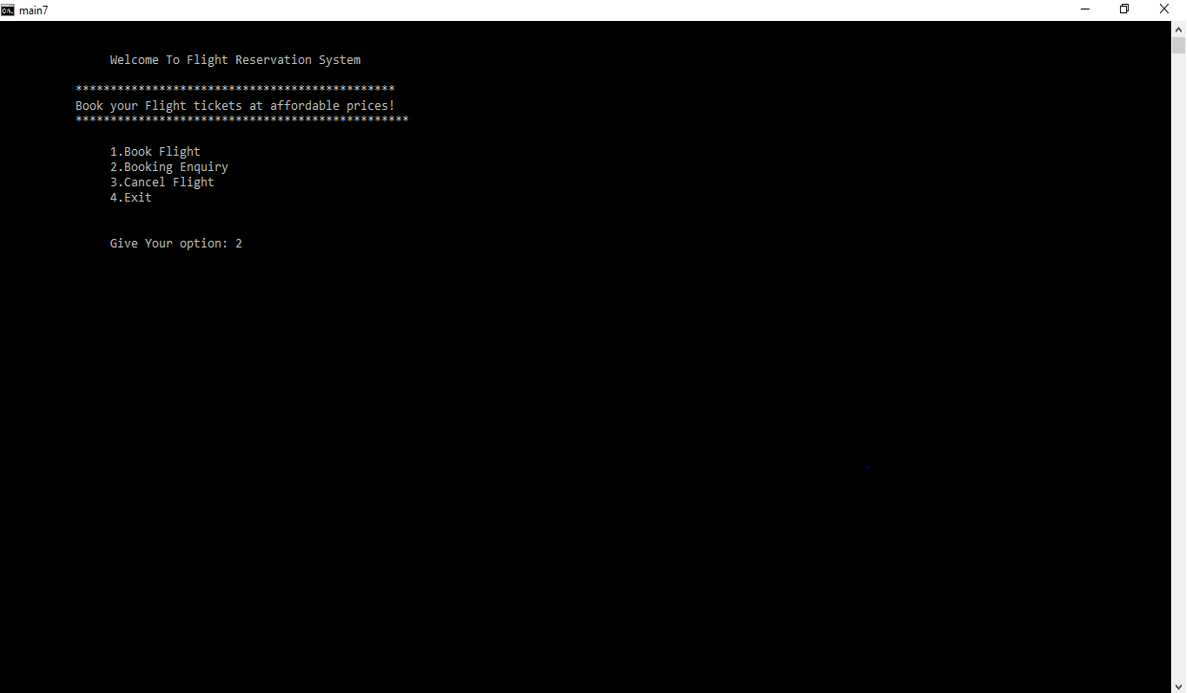 main7
Welcome To Flight Reservation System
**********************************************
Book your Flight tickets at affordable prices!
************************************************
1.Book Flight
2.Booking Enquiry
3.Cancel Flight
4.Exit
Give Your option: 2